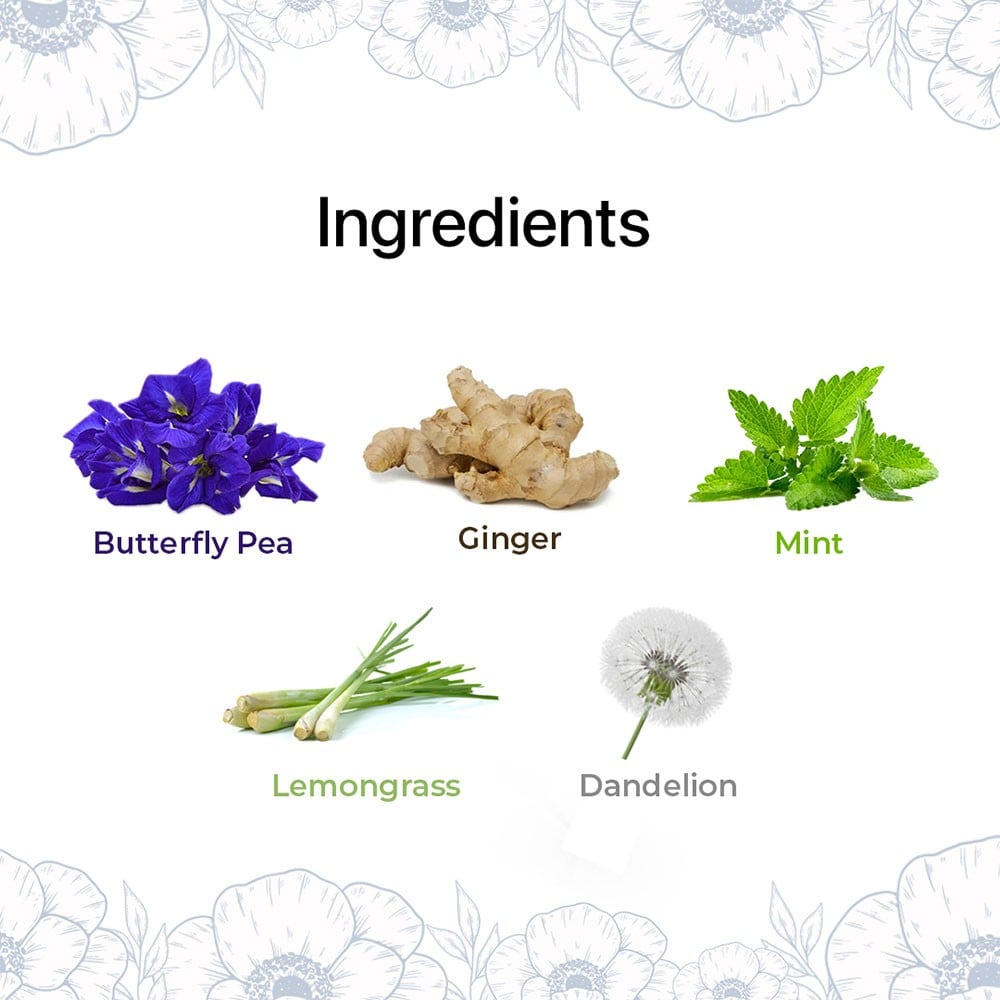 Ingredients
Butterfly Pea
Ginger
Mint
Lemongrass
Dandelion